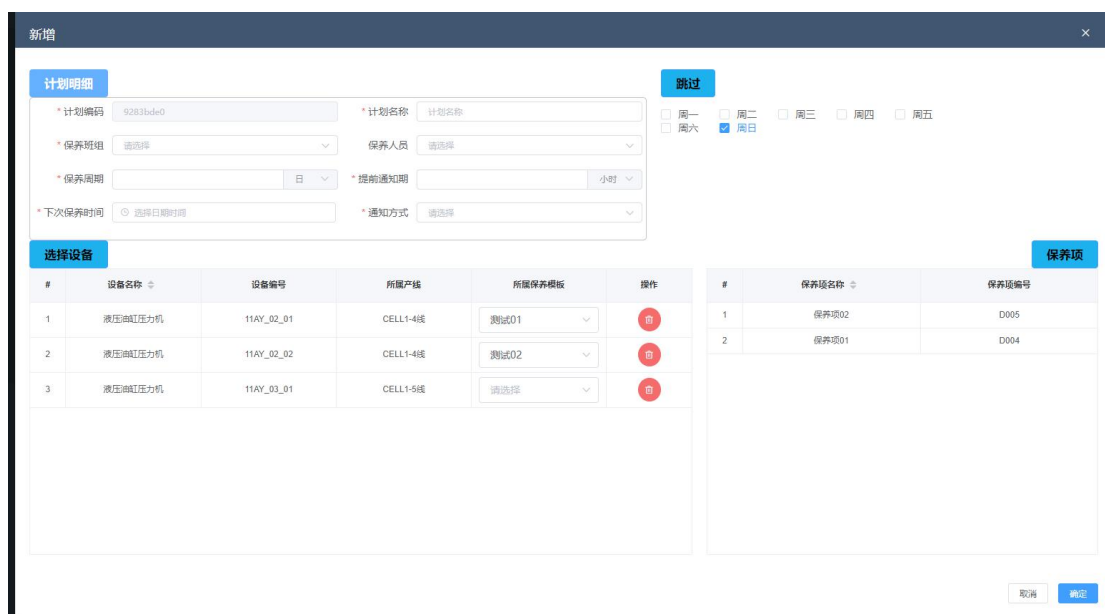 新增
计划明细
跳过
* 计划编码 9283bde0 * 计划名称 计划名称
周一 周二 周三 周四 周五
周六 周日
* 保养班组 请选择 保养人员 请选择
* 保养周期 日 * 提前通知期 小时
* 下次保养时间 选择日期时间 * 通知方式 请选择
选择设备
# 设备名称 设备编号 所属产线 所属保养模板 操作
1 液压油缸压力机 11AY_02_01 CELL1-4线 测试01
2 液压油缸压力机 11AY_02_02 CELL1-4线 测试02
3 液压油缸压力机 11AY_03_01 CELL1-5线 请选择
保养项
# 保养项名称 保养项编号
1 保养项02 D005
2 保养项01 D004
取消 确定